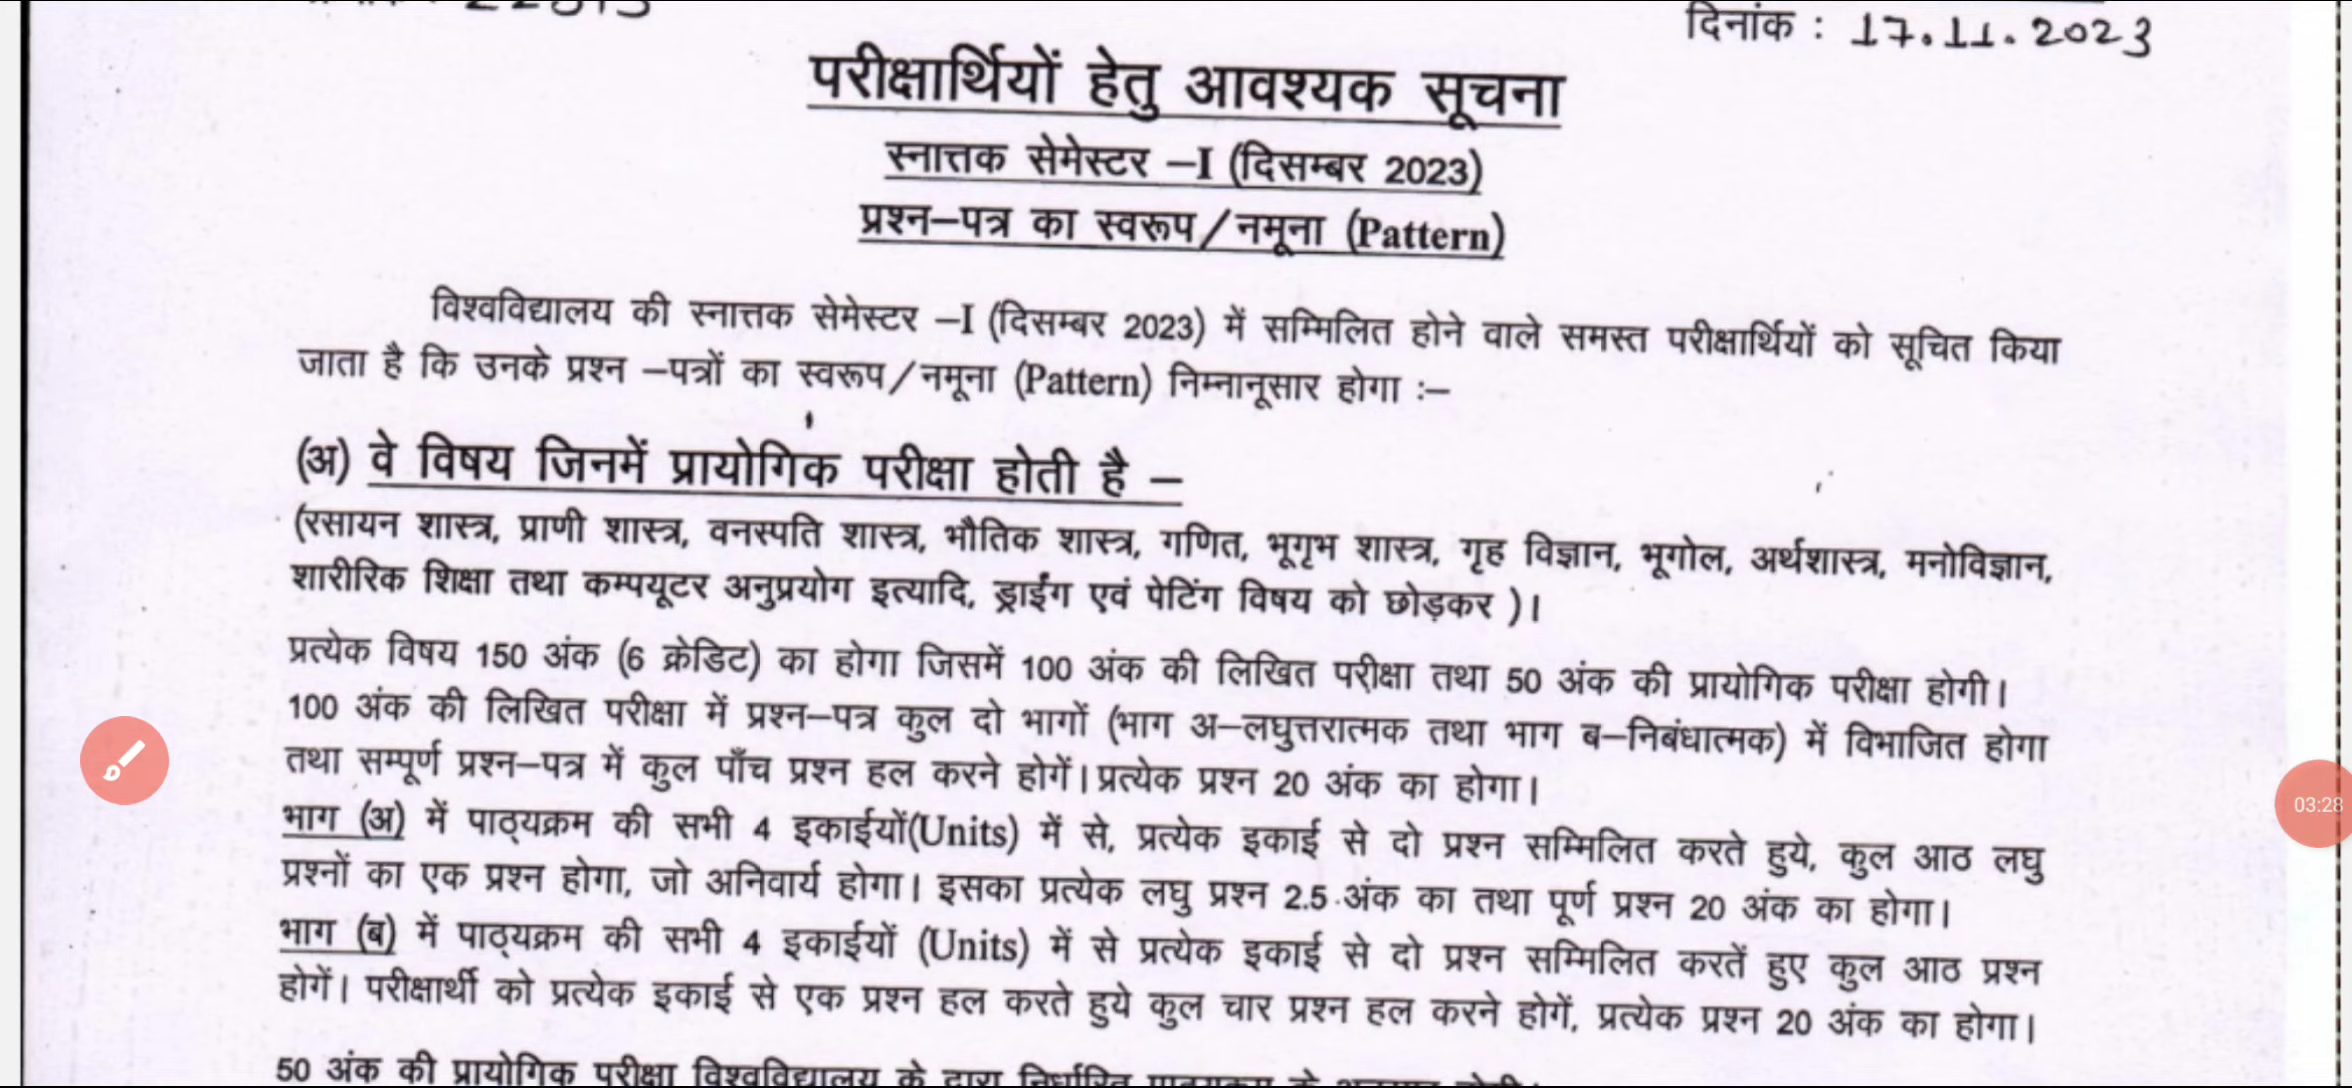 दिनांक : 17.11.2023
परीक्षार्थियों हेतु आवश्यक सूचना
स्नात्तक सेमेस्टर –I (दिसम्बर 2023)
प्रश्न–पत्र का स्वरूप/नमूना (Pattern)
विश्वविद्यालय की स्नात्तक सेमेस्टर –I (दिसम्बर 2023) में सम्मिलित होने वाले समस्त परीक्षार्थियों को सूचित किया
जाता है कि उनके प्रश्न –पत्रों का स्वरूप/नमूना (Pattern) निम्नानूसार होगा :–
(अ) वे विषय जिनमें प्रायोगिक परीक्षा होती है –
(रसायन शास्त्र, प्राणी शास्त्र, वनस्पति शास्त्र, भौतिक शास्त्र, गणित, भूगृभ शास्त्र, गृह विज्ञान, भूगोल, अर्थशास्त्र, मनोविज्ञान,
शारीरिक शिक्षा तथा कम्पयूटर अनुप्रयोग इत्यादि, ड्राईंग एवं पेटिंग विषय को छोड़कर )।
प्रत्येक विषय 150 अंक (6 क्रेडिट) का होगा जिसमें 100 अंक की लिखित परीक्षा तथा 50 अंक की प्रायोगिक परीक्षा होगी।
100 अंक की लिखित परीक्षा में प्रश्न–पत्र कुल दो भागों (भाग अ–लघुत्तरात्मक तथा भाग ब–निबंधात्मक) में विभाजित होगा
तथा सम्पूर्ण प्रश्न–पत्र में कुल पाँच प्रश्न हल करने होगें। प्रत्येक प्रश्न 20 अंक का होगा।
भाग (अ) में पाठ्यक्रम की सभी 4 इकाईयों(Units) में से, प्रत्येक इकाई से दो प्रश्न सम्मिलित करते हुये, कुल आठ लघु
प्रश्नों का एक प्रश्न होगा, जो अनिवार्य होगा। इसका प्रत्येक लघु प्रश्न 2.5 अंक का तथा पूर्ण प्रश्न 20 अंक का होगा।
भाग (ब) में पाठ्यक्रम की सभी 4 इकाईयों (Units) में से प्रत्येक इकाई से दो प्रश्न सम्मिलित करतें हुए कुल आठ प्रश्न
होगें। परीक्षार्थी को प्रत्येक इकाई से एक प्रश्न हल करते हुये कुल चार प्रश्न हल करने होगें, प्रत्येक प्रश्न 20 अंक का होगा।
50 अंक की प्रायोगिक परीक्षा विश्वविद्यालय के द्वारा निर्धारित
03:28